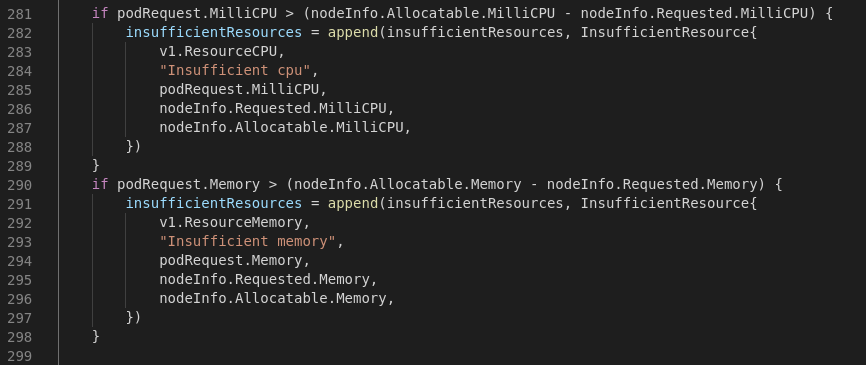 281 if podRequest.MilliCPU > (nodeInfo.Allocatable.MilliCPU - nodeInfo.Requested.MilliCPU) {
282 insufficientResources = append(insufficientResources, InsufficientResource{
283 v1.ResourceCPU,
284 "Insufficient cpu",
285 podRequest.MilliCPU,
286 nodeInfo.Requested.MilliCPU,
287 nodeInfo.Allocatable.MilliCPU,
288 })
289 }
290 if podRequest.Memory > (nodeInfo.Allocatable.Memory - nodeInfo.Requested.Memory) {
291 insufficientResources = append(insufficientResources, InsufficientResource{
292 v1.ResourceMemory,
293 "Insufficient memory",
294 podRequest.Memory,
295 nodeInfo.Requested.Memory,
296 nodeInfo.Allocatable.Memory,
297 })
298 }
299